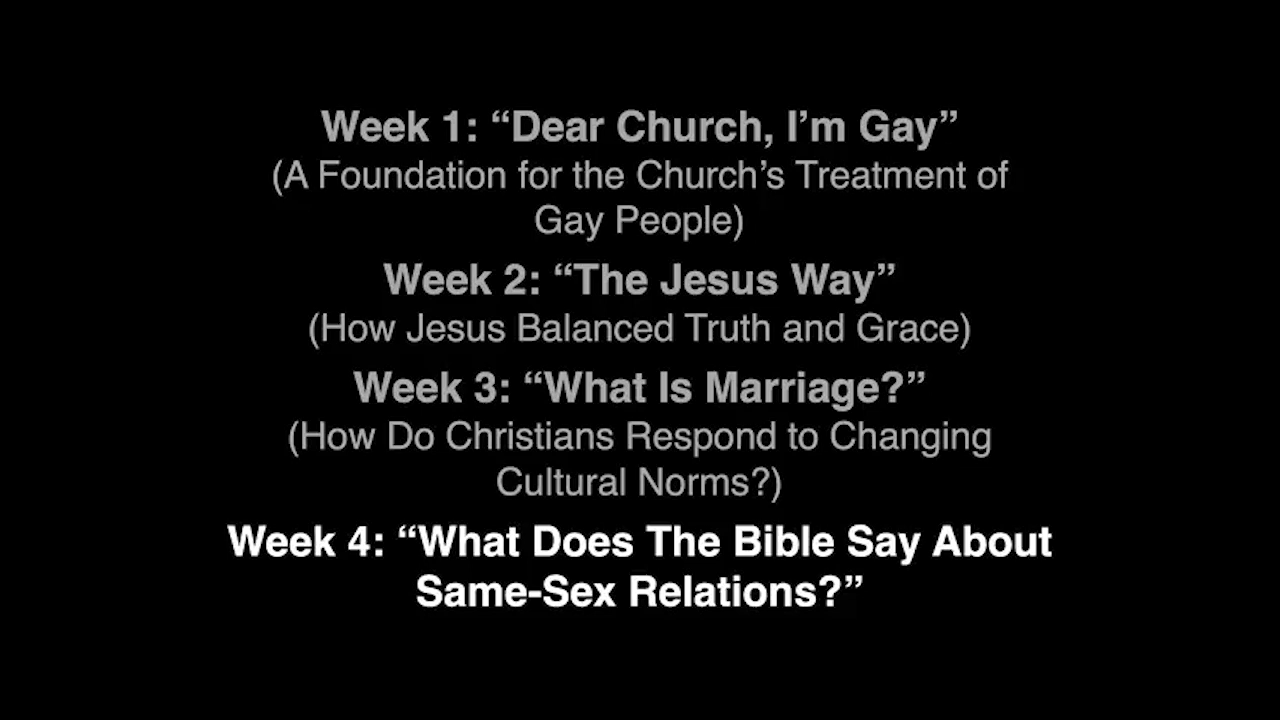 Week 1: “Dear Church, I’m Gay”
(A Foundation for the Church’s Treatment of
Gay People)
Week 2: “The Jesus Way”
(How Jesus Balanced Truth and Grace)
Week 3: “What Is Marriage?”
(How Do Christians Respond to Changing
Cultural Norms?)
Week 4: “What Does The Bible Say About
Same-Sex Relations?”